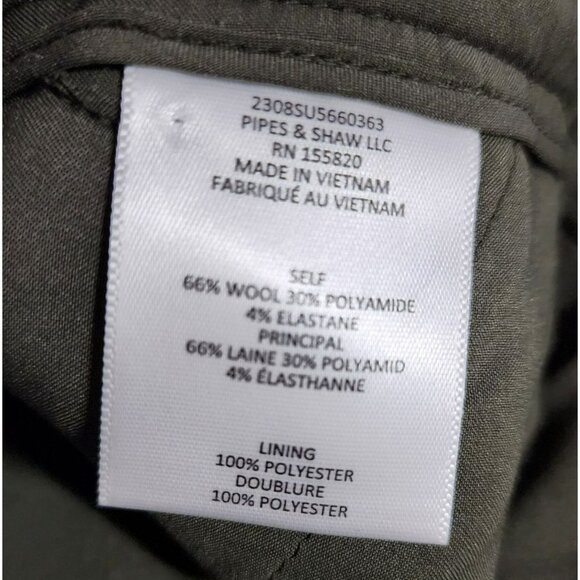 2308SU5660363
PIPES & SHAW LLC
RN 155820
MADE IN VIETNAM
FABRIQUÉ AU VIETNAM
SELF
66% WOOL 30% POLYAMIDE
4% ELASTANE
PRINCIPAL
66% LAINE 30% POLYAMID
4% ÉLASTHANNE
LINING
100% POLYESTER
DOUBLURE
100% POLYESTER